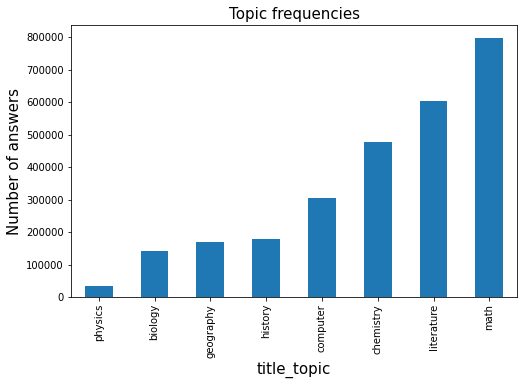 Topic frequencies
Number of answers
800000
700000
600000
500000
400000
300000
200000
100000
0
physics
biology
geography
history
computer
chemistry
literature
math
title_topic